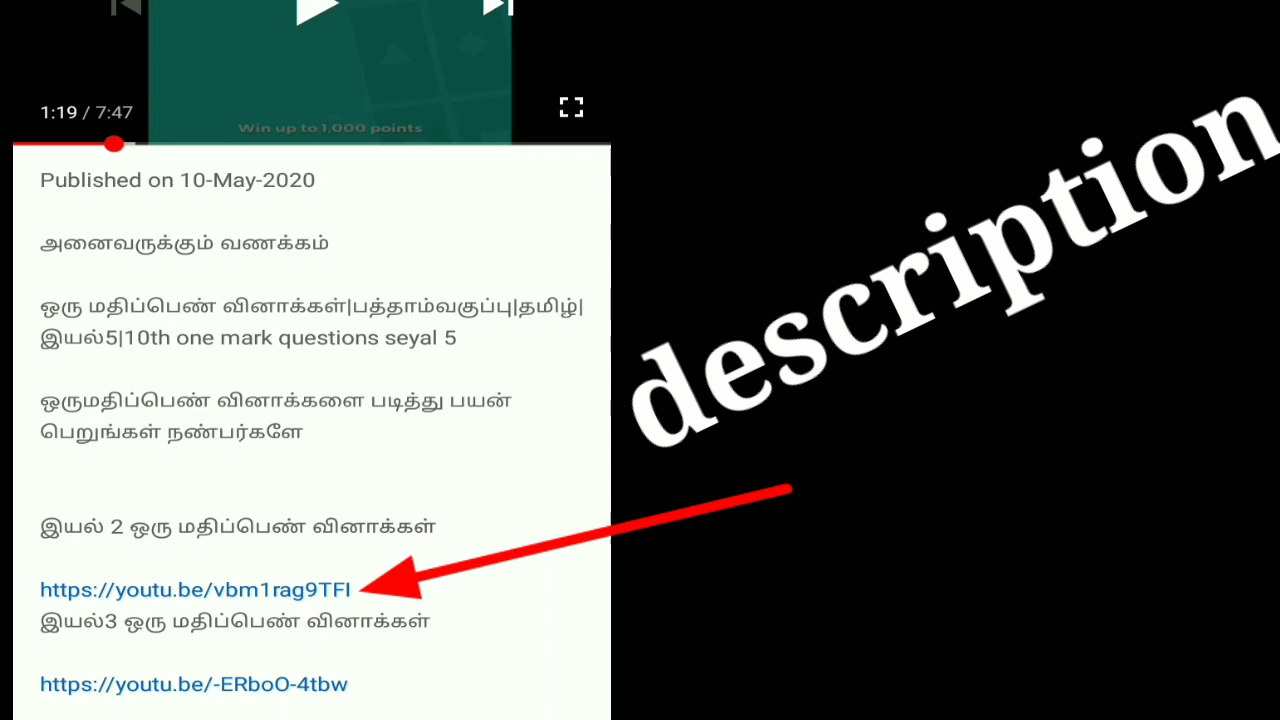 1:19 / 7:47
Win up to 1,000 points
Published on 10-May-2020
அனைவருக்கும் வணக்கம்
ஒரு மதிப்பெண் வினாக்கள்|பத்தாம்வகுப்பு|தமிழ்|
இயல்5|10th one mark questions seyal 5
ஒருமதிப்பெண் வினாக்களை படித்து பயன்
பெறுங்கள் நண்பர்களே
இயல் 2 ஒரு மதிப்பெண் வினாக்கள்
https://youtu.be/vbm1rag9TFI
இயல்3 ஒரு மதிப்பெண் வினாக்கள்
https://youtu.be/-ERboO-4tbw
description